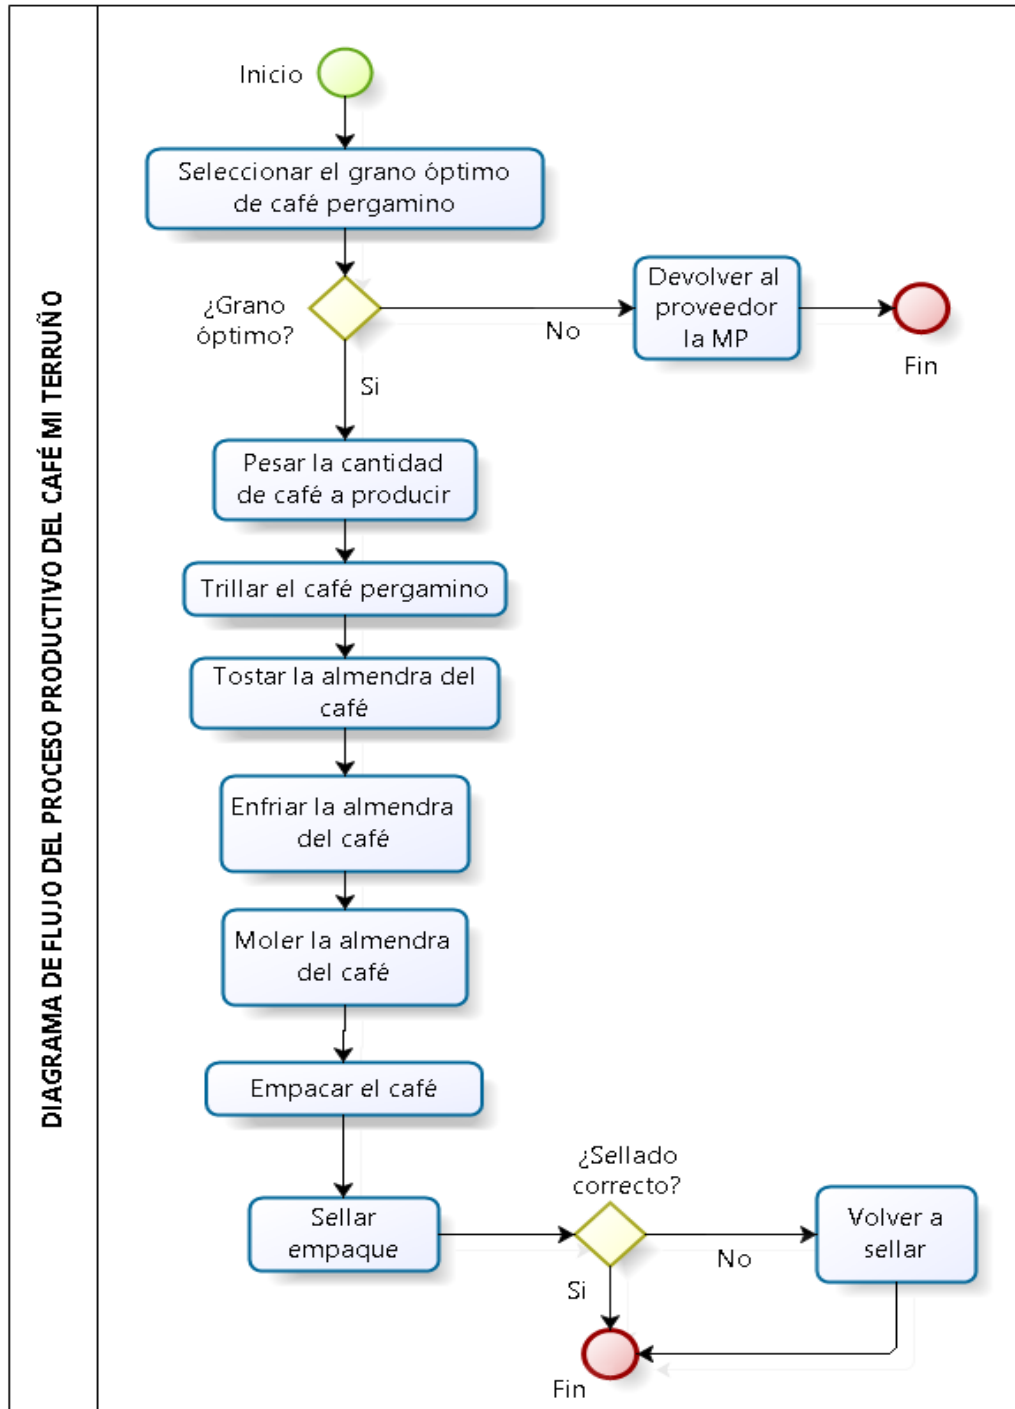 DIAGRAMA DE FLUJO DEL PROCESO PRODUCTIVO DEL CAFÉ MI TERRUÑO
Inicio
Seleccionar el grano óptimo
de café pergamino
¿Grano
óptimo?
No
Devolver al
proveedor
la MP
Fin
Si
Pesar la cantidad
de café a producir
Trillar el café pergamino
Tostar la almendra del
café
Enfriar la almendra
del café
Moler la almendra
del café
Empacar el café
Sellar
empaque
¿Sellado
correcto?
No
Volver a
sellar
Si
Fin